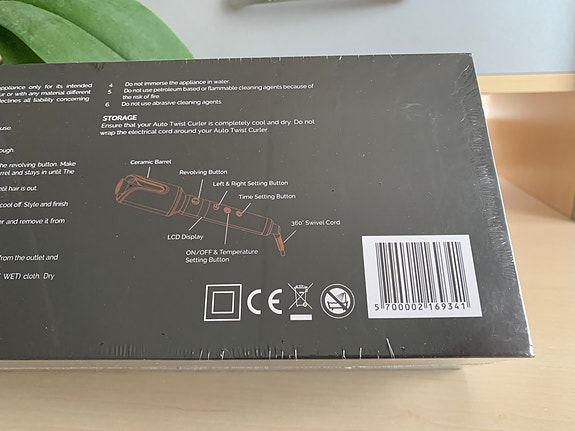 appliance only for its intended
ur or with any material different
declines all liability concerning
use.
ough.
the revolving button. Make
arrel and stays in until The
ntil hair is out.
cool off. Style and finish
er and remove it from
from the outlet and
WET) cloth. Dry
4. Do not immerse the appliance in water.
5. Do not use petroleum based or flammable cleaning agents because of
the risk of fire.
6. Do not use abrasive cleaning agents.
STORAGE
Ensure that your Auto Twist Curler is completely cool and dry. Do not
wrap the electrical cord around your Auto Twist Curler.
Ceramic Barrel
Revolving Button
Left & Right Setting Button
Time Setting Button
360° Swivel Cord
LCD Display
ON/OFF & Temperature
Setting Button
CE
5 700002 169341